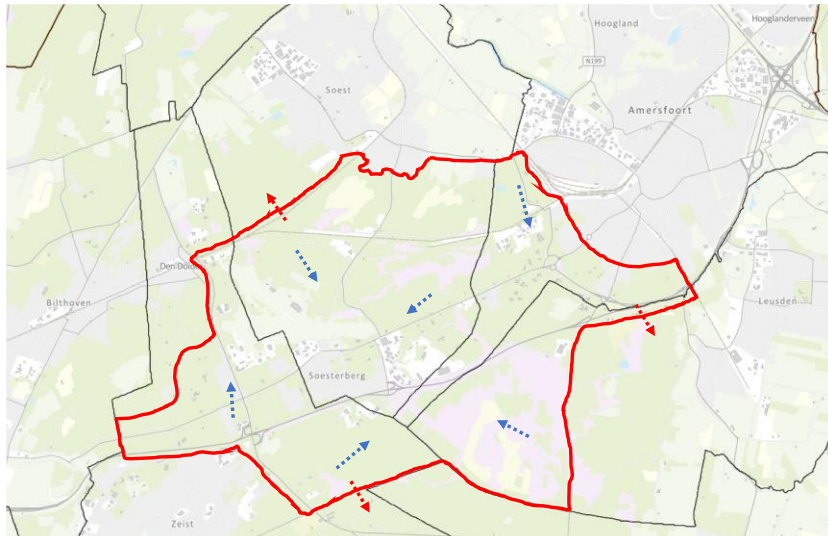 Hoogland
Hooglanderveen
N199
Soest
Amersfoort
Den Dolder
Bilthoven
Leusden
Soesterberg
Zeist